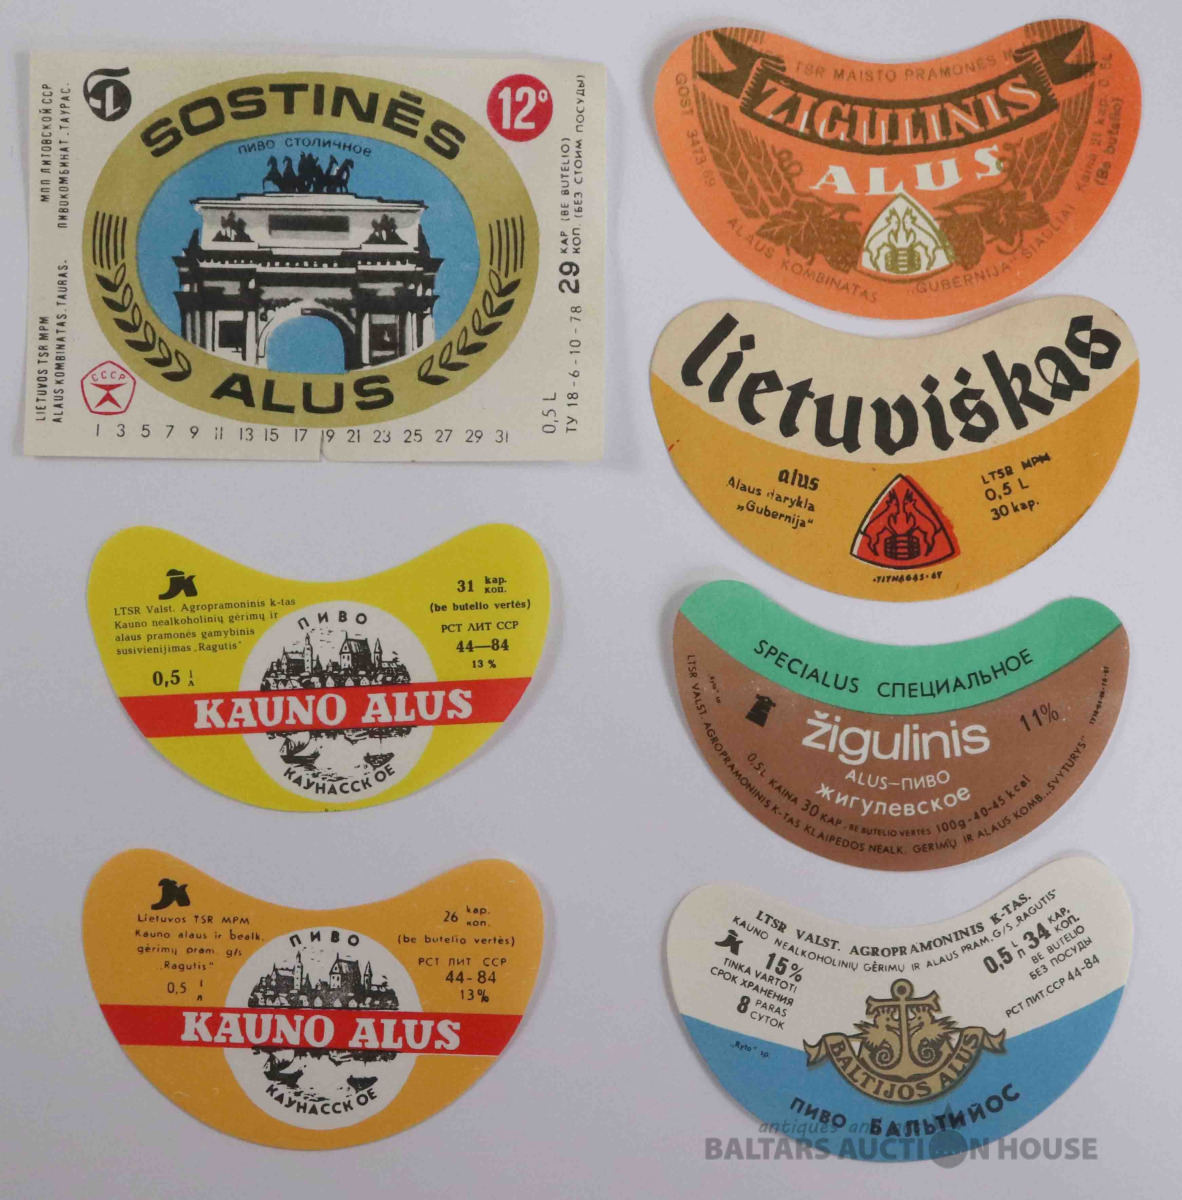 МПП ЛИТОВСКОЙ ССР
ПИВОКОМБИНАТ „ТАУРАС“
LIETUVOS TSR MPM
ALAUS KOMBINATAS „TAURAS“
SOSTINĖS
ПИВО СТОЛИЧНОЕ
ALUS
12°
СССР
0,5 L
ТУ 18-6-10-78
29 КАР. (BE BUTELIO)
КОП. (БЕЗ СТОИМ ПОСУДЫ)
1 3 5 7 9 11 13 15 17 19 21 23 25 27 29 31
TSR MAISTO PRAMONĖS
ŽIGULINIS
ALUS
GOST 3473-69
Kaina 21 kap. 0,5L
(Be butelio)
ALAUS KOMBINATAS „GUBERNIJA“ ŠIAULIAI
lietuviškas
alus
Alaus darykla
„Gubernija“
LTSR MPM
0,5 L
30 kap.
LTSR Valst. Agropramoninis k-tas
Kauno nealkoholinių gėrimų ir
alaus pramonės gamybinis
susivienijimas „Ragutis“
0,5 l
л
31 kap.
коп.
(be butelio vertės)
РСТ ЛИТ ССР
44—84
13 %
ПИВО
KAUNO ALUS
КАУНАССКОЕ
SPECIALUS СПЕЦИАЛЬНОЕ
žigulinis
11%
ALUS–ПИВО
ЖИГУЛЕВСКОЕ
0,5L KAINA 30 KAP. BE BUTELIO VERTĖS 100g-40-45 kcal
LTSR VALST. AGROPRAMONINIS K-TAS KLAIPĖDOS NEALK. GĖRIMŲ IR ALAUS KOMB. „ŠVYTURYS“
Lietuvos TSR MPM
Kauno alaus ir bealk.
gėrimų pram. g/s
„Ragutis“
0,5 l
л
26 kap.
коп.
(be butelio vertės)
РСТ ЛИТ ССР
44-84
13%
ПИВО
KAUNO ALUS
КАУНАССКОЕ
LTSR VALST. AGROPRAMONINIS K-TAS.
KAUNO NEALKOHOLINIŲ GĖRIMŲ IR ALAUS PRAM. G/S „RAGUTIS“
15%
TINKA VARTOTI
СРОК ХРАНЕНИЯ
8 PARAS
СУТОК
0,5 L
Л
34 KAP.
КОП.
BE BUTELIO
БЕЗ ПОСУДЫ
РСТ ЛИТ.ССР 44-84
„Ryto“ sp.
BALTIJOS ALUS
ПИВО БАЛЬТИЙОС
BALTARS AUCTION HOUSE